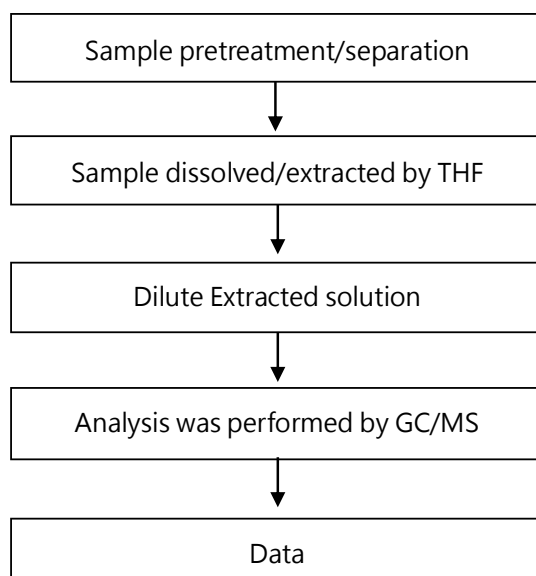 Sample pretreatment/separation
Sample dissolved/extracted by THF
Dilute Extracted solution
Analysis was performed by GC/MS
Data